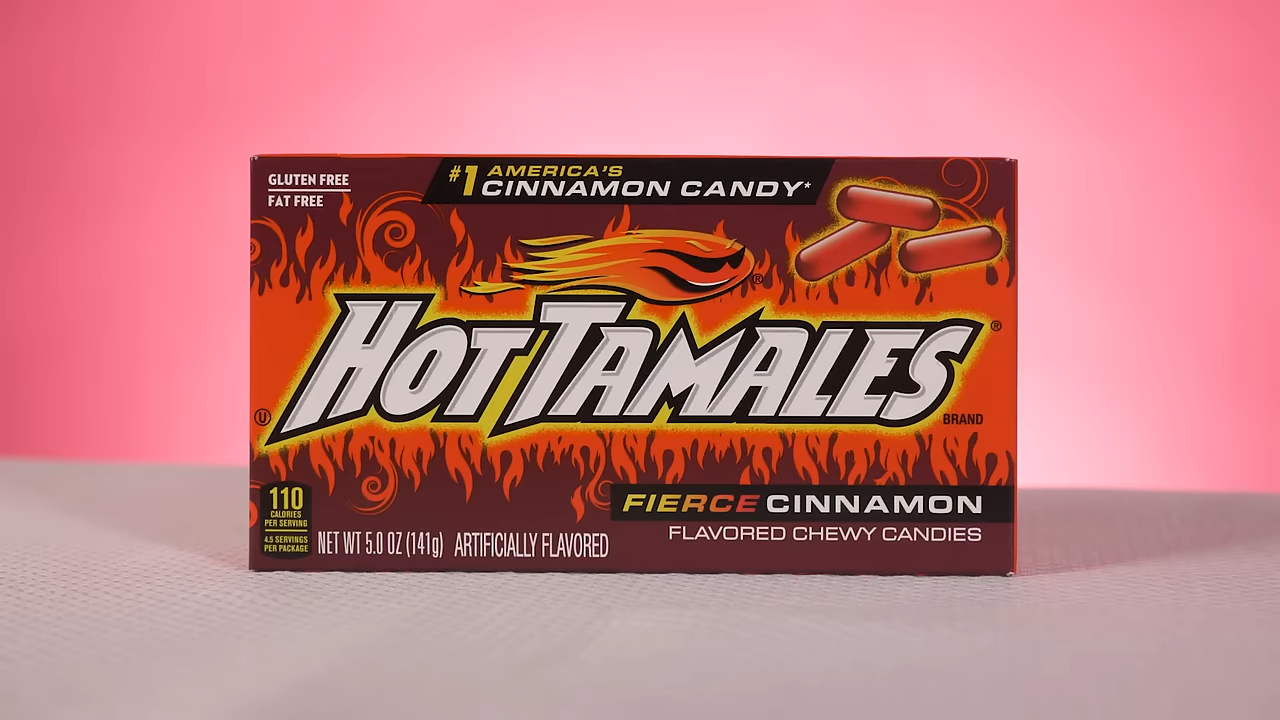 GLUTEN FREE
FAT FREE
#1 AMERICA'S
CINNAMON CANDY*
®
HOT TAMALES
®
U
BRAND
FIERCE CINNAMON
FLAVORED CHEWY CANDIES
110
CALORIES
PER SERVING
4.5 SERVINGS
PER PACKAGE
NET WT 5.0 OZ (141g) ARTIFICIALLY FLAVORED